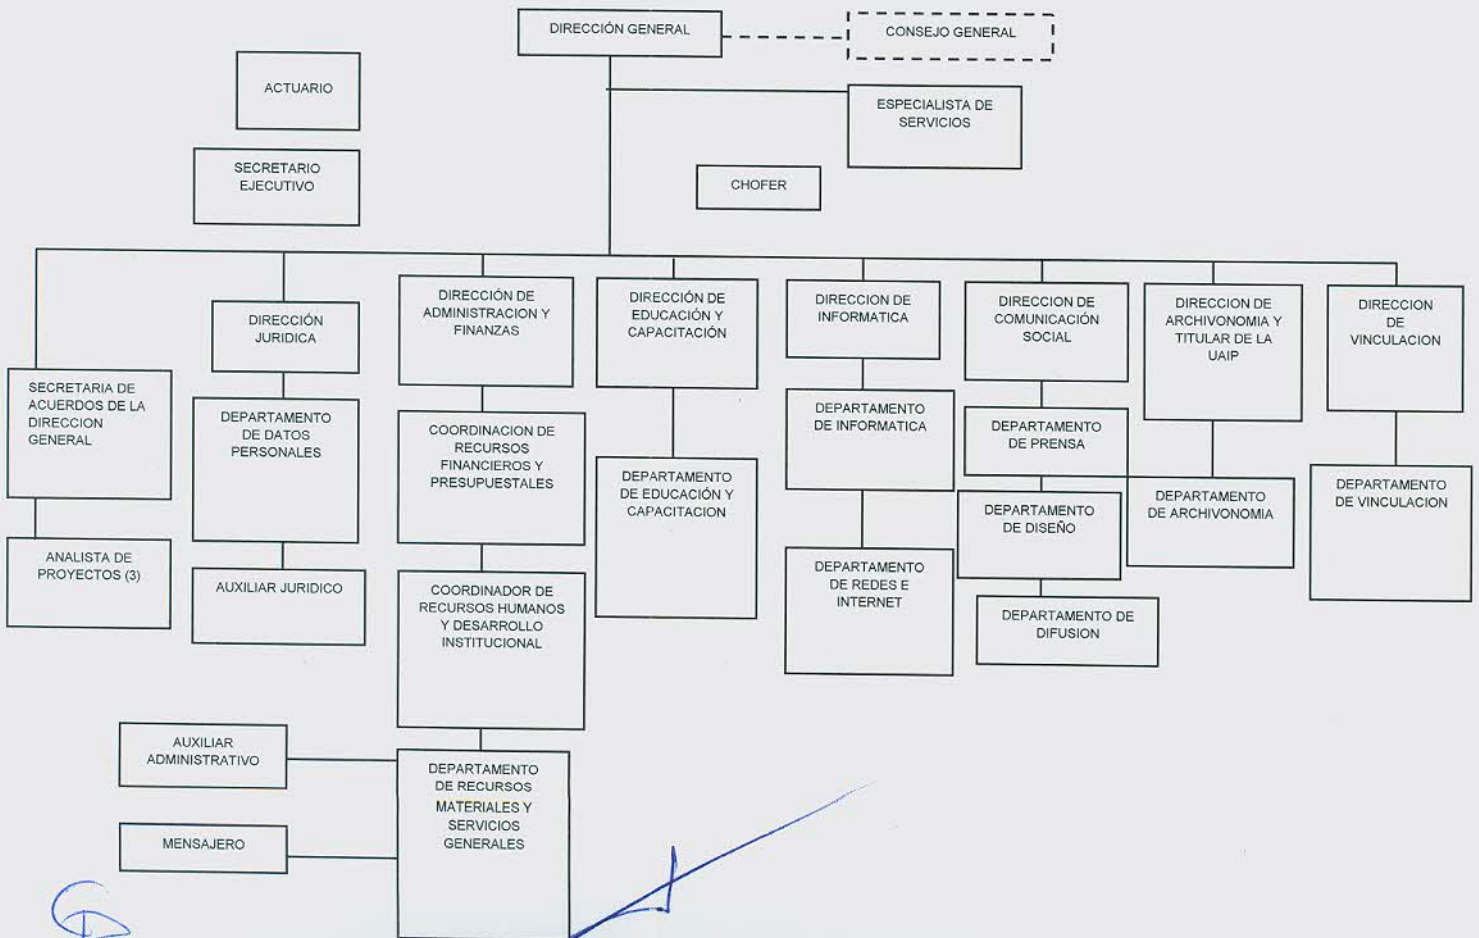 DIRECCIÓN GENERAL
CONSEJO GENERAL
ACTUARIO
ESPECIALISTA DE
SERVICIOS
SECRETARIO
EJECUTIVO
CHOFER
SECRETARIA DE
ACUERDOS DE LA
DIRECCION
GENERAL
ANALISTA DE
PROYECTOS (3)
DIRECCIÓN
JURIDICA
DEPARTAMENTO
DE DATOS
PERSONALES
AUXILIAR JURIDICO
DIRECCIÓN DE
ADMINISTRACION Y
FINANZAS
COORDINACION DE
RECURSOS
FINANCIEROS Y
PRESUPUESTALES
COORDINADOR DE
RECURSOS HUMANOS
Y DESARROLLO
INSTITUCIONAL
DEPARTAMENTO
DE RECURSOS
MATERIALES Y
SERVICIOS
GENERALES
AUXILIAR
ADMINISTRATIVO
MENSAJERO
DIRECCIÓN DE
EDUCACIÓN Y
CAPACITACIÓN
DEPARTAMENTO
DE EDUCACIÓN Y
CAPACITACION
DIRECCION DE
INFORMATICA
DEPARTAMENTO
DE INFORMATICA
DEPARTAMENTO
DE REDES E
INTERNET
DIRECCION DE
COMUNICACIÓN
SOCIAL
DEPARTAMENTO
DE PRENSA
DEPARTAMENTO
DE DISEÑO
DEPARTAMENTO DE
DIFUSION
DIRECCION DE
ARCHIVONOMIA Y
TITULAR DE LA
UAIP
DEPARTAMENTO
DE ARCHIVONOMIA
DIRECCION
DE
VINCULACION
DEPARTAMENTO
DE VINCULACION